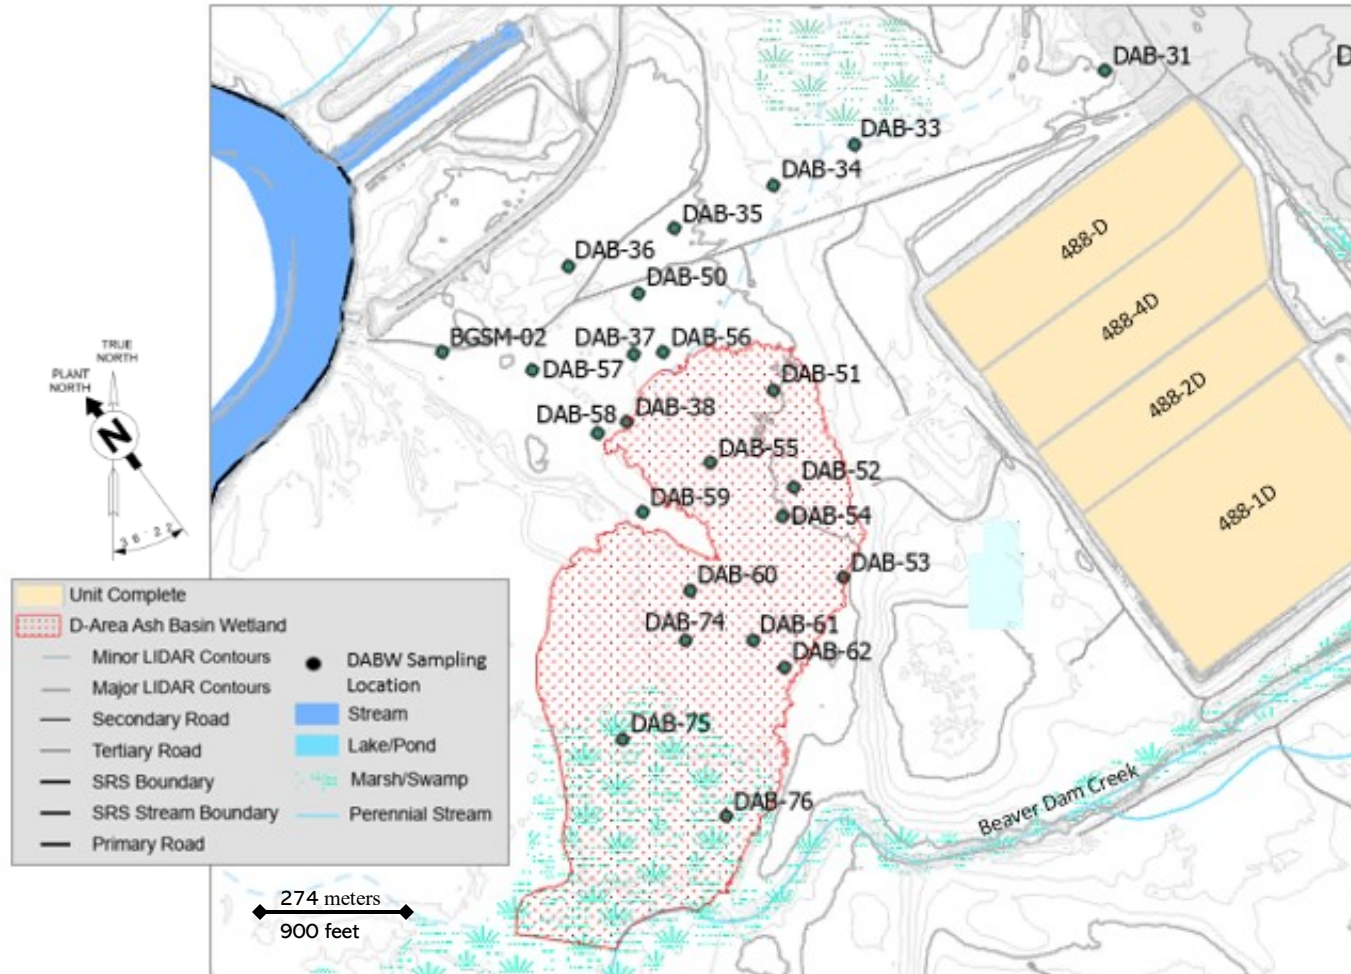 DAB-31
D
DAB-33
DAB-34
DAB-35
DAB-36
DAB-50
488-D
488-4D
488-2D
488-1D
BGSM-02
DAB-37
DAB-56
DAB-57
DAB-51
DAB-58
DAB-38
DAB-55
DAB-52
DAB-59
DAB-54
DAB-53
DAB-60
DAB-74
DAB-61
DAB-62
DAB-75
DAB-76
Beaver Dam Creek
TRUE
NORTH
PLANT
NORTH
N
36·22
Unit Complete
D-Area Ash Basin Wetland
Minor LIDAR Contours
Major LIDAR Contours
Secondary Road
Tertiary Road
SRS Boundary
SRS Stream Boundary
Primary Road
DABW Sampling
Location
Stream
Lake/Pond
Marsh/Swamp
Perennial Stream
274 meters
900 feet